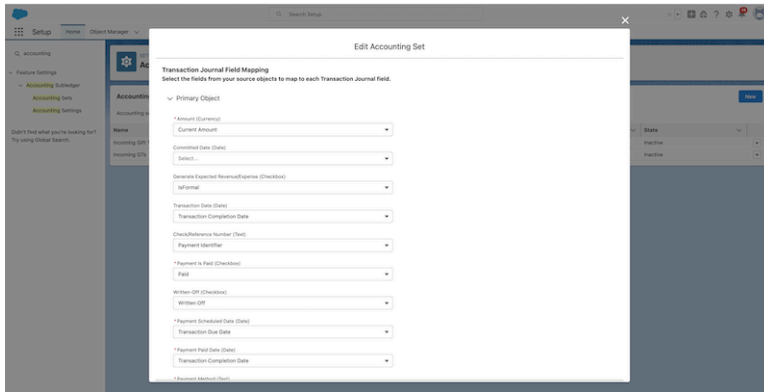 Search Setup
Setup
Home
Object Manager
accounting
Feature Settings
Accounting Subledger
Accounting Sets
Accounting Settings
Didn't find what you're looking for?
Try using Global Search.
SET
Ac
Accounting
New
Accounting s
Name
State
Incoming Gift
Inactive
Incoming GTs
Inactive
Edit Accounting Set
Transaction Journal Field Mapping
Select the fields from your source objects to map to each Transaction Journal field.
Primary Object
*Amount (Currency)
Current Amount
Committed Date (Date)
Select...
Generate Expected Revenue/Expense (Checkbox)
IsFormal
Transaction Date (Date)
Transaction Completion Date
Check/Reference Number (Text)
Payment Identifier
*Payment Is Paid (Checkbox)
Paid
Written-Off (Checkbox)
Written Off
*Payment Scheduled Date (Date)
Transaction Due Date
*Payment Paid Date (Date)
Transaction Completion Date
*Payment Method (Text)